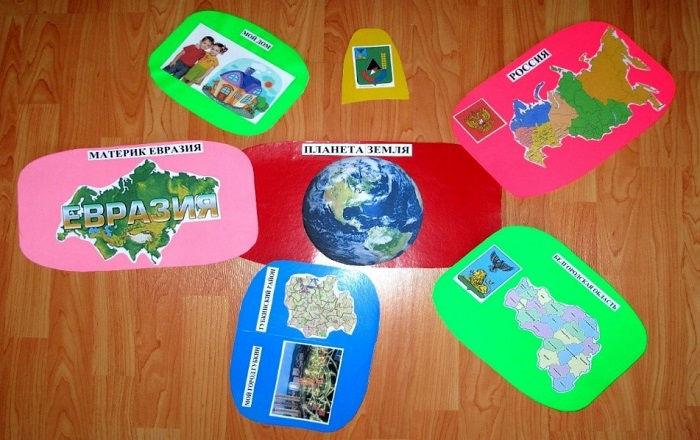 МОЙ ДОМ
РОССИЯ
МАТЕРИК ЕВРАЗИЯ
ЕВРАЗИЯ
ПЛАНЕТА ЗЕМЛЯ
ГУБКИНСКИЙ РАЙОН
МОЙ ГОРОД ГУБКИН
БЕЛГОРОДСКАЯ ОБЛАСТЬ